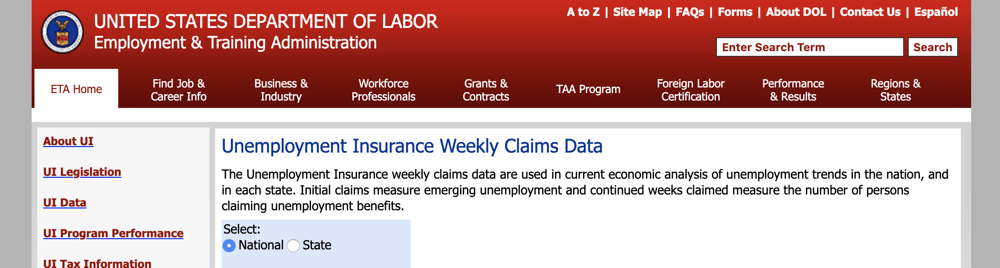 A to Z | Site Map | FAQs | Forms | About DOL | Contact Us | Español
UNITED STATES DEPARTMENT OF LABOR
Employment & Training Administration
Enter Search Term
Search
ETA Home
Find Job &
Career Info
Business &
Industry
Workforce
Professionals
Grants &
Contracts
TAA Program
Foreign Labor
Certification
Performance
& Results
Regions &
States
About UI
UI Legislation
UI Data
UI Program Performance
UI Tax Information
Unemployment Insurance Weekly Claims Data
The Unemployment Insurance weekly claims data are used in current economic analysis of unemployment trends in the nation, and
in each state. Initial claims measure emerging unemployment and continued weeks claimed measure the number of persons
claiming unemployment benefits.
Select:
National State